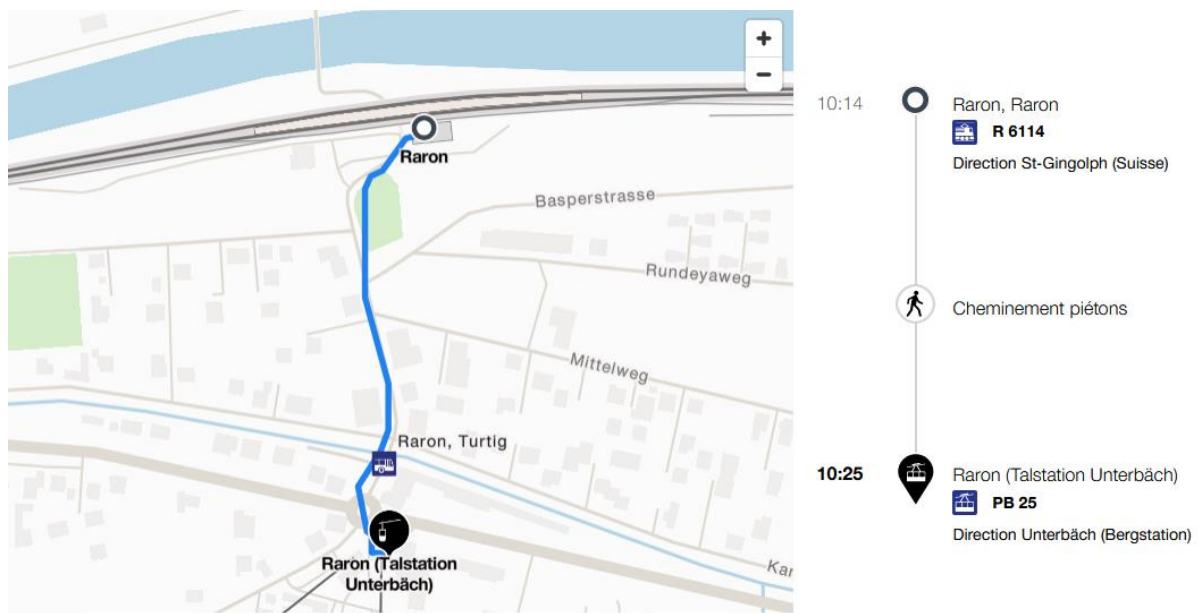 +
−
Raron
Basperstrasse
Rundeyaweg
Mittelweg
Raron, Turtig
Raron (Talstation
Unterbäch)
Kar
10:14
Raron, Raron
R 6114
Direction St-Gingolph (Suisse)
Cheminement piétons
10:25
Raron (Talstation Unterbäch)
PB 25
Direction Unterbäch (Bergstation)